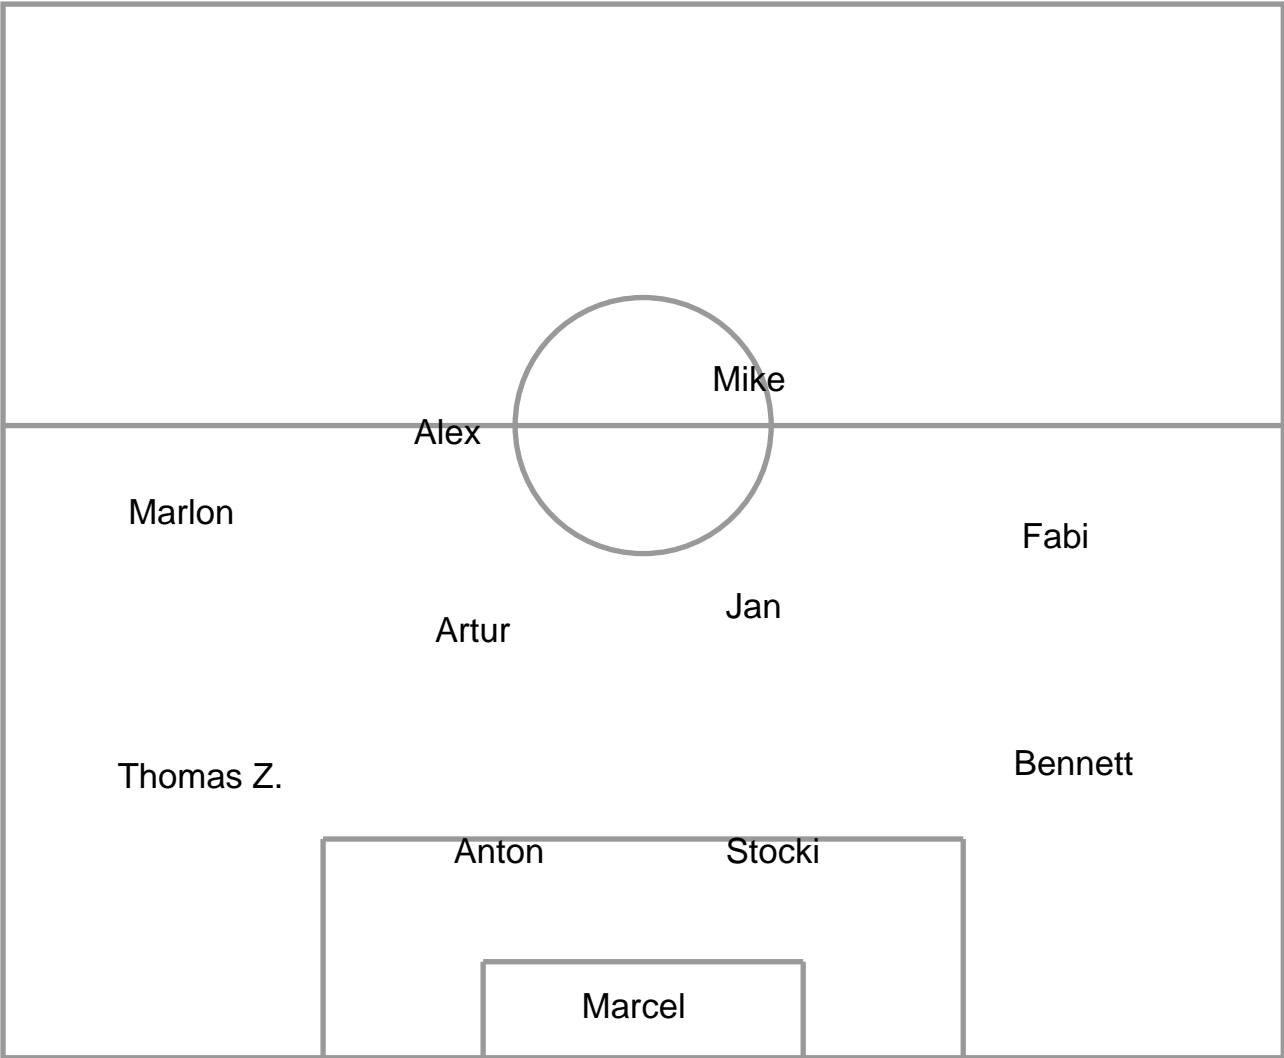 Mike
Alex
Marlon
Fabi
Jan
Artur
Bennett
Thomas Z.
Anton
Stocki
Marcel